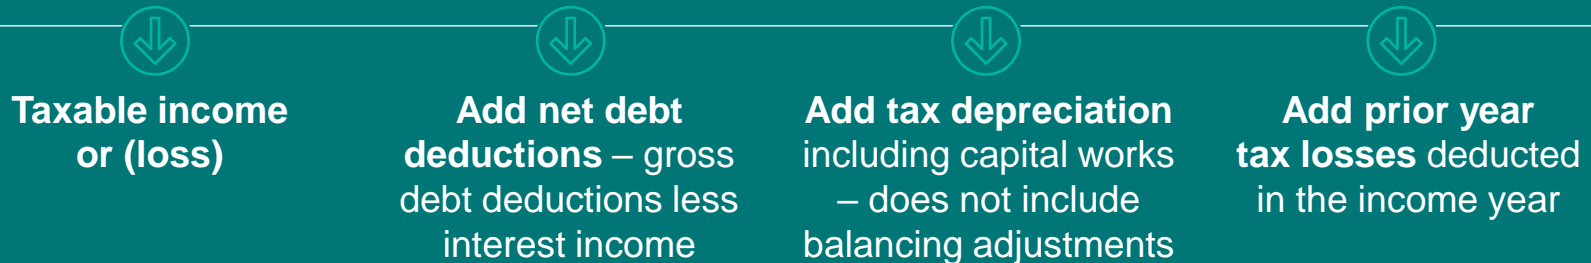 Taxable income
or (loss)
Add net debt
deductions – gross
debt deductions less
interest income
Add tax depreciation
including capital works
– does not include
balancing adjustments
Add prior year
tax losses deducted
in the income year